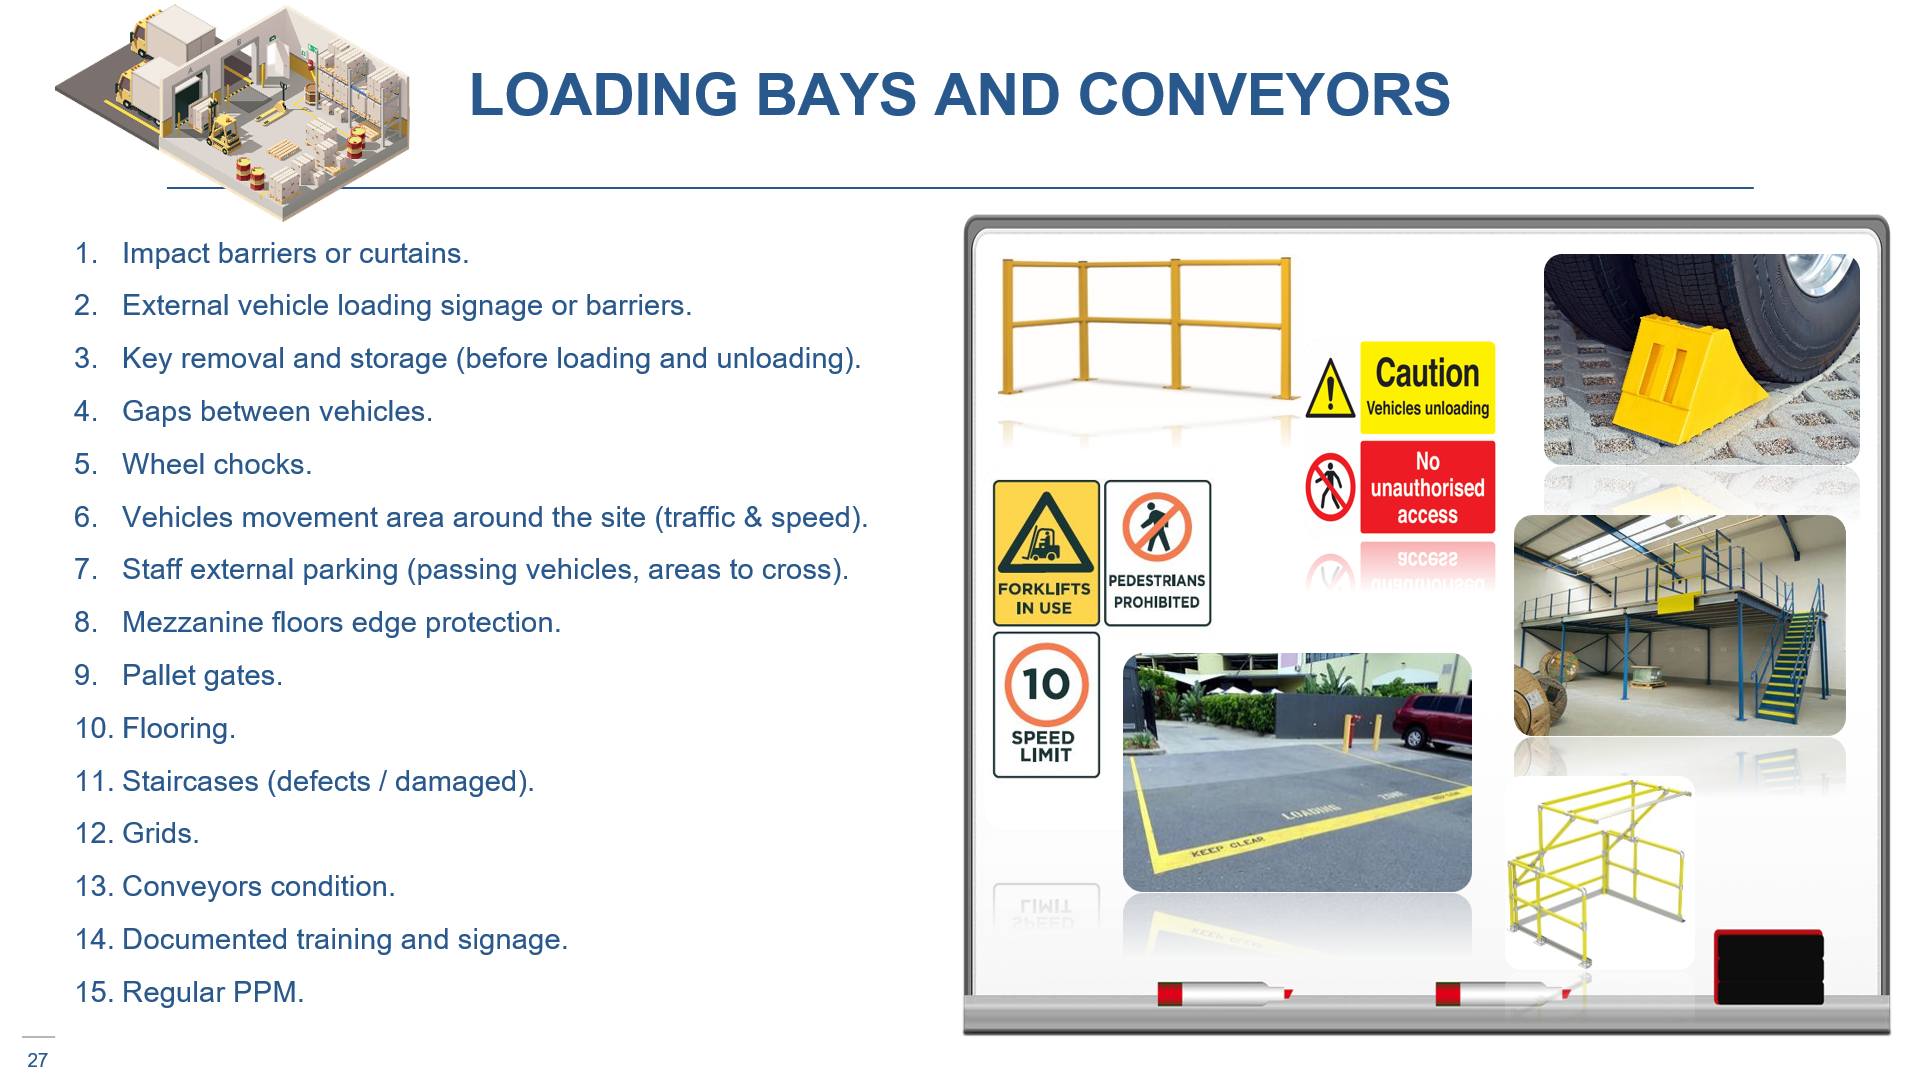 LOADING BAYS AND CONVEYORS
1. Impact barriers or curtains.
2. External vehicle loading signage or barriers.
3. Key removal and storage (before loading and unloading).
4. Gaps between vehicles.
5. Wheel chocks.
6. Vehicles movement area around the site (traffic & speed).
7. Staff external parking (passing vehicles, areas to cross).
8. Mezzanine floors edge protection.
9. Pallet gates.
10. Flooring.
11. Staircases (defects / damaged).
12. Grids.
13. Conveyors condition.
14. Documented training and signage.
15. Regular PPM.
Caution
Vehicles unloading
No
unauthorised
access
FORKLIFTS
IN USE
PEDESTRIANS
PROHIBITED
10
SPEED
LIMIT
LOADING ZONE
KEEP CLEAR
27